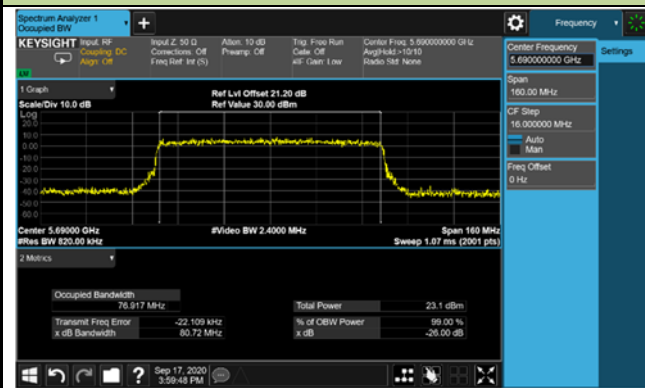 Spectrum Analyzer 1
Occupied BW
Frequency
KEYSIGHT
Input: RF
Coupling: DC
Align: Off
Input Z: 50 Ω
Corrections: Off
Freq Ref: Int (S)
Atten: 10 dB
Preamp: Off
Trig: Free Run
Gate: Off
#IF Gain: Low
Center Freq: 5.690000000 GHz
Avg|Hold:>10/10
Radio Std: None
Center Frequency
5.690000000 GHz
Settings
Span
160.00 MHz
CF Step
16.000000 MHz
Auto
Man
Freq Offset
0 Hz
1 Graph
Scale/Div 10.0 dB
Ref Lvl Offset 21.20 dB
Ref Value 30.00 dBm
Log
20.0
10.0
0.00
-10.0
-20.0
-30.0
-40.0
-50.0
-60.0
Center 5.69000 GHz
#Res BW 820.00 kHz
#Video BW 2.4000 MHz
Span 160 MHz
Sweep 1.07 ms (2001 pts)
2 Metrics
Occupied Bandwidth
76.917 MHz
Total Power 23.1 dBm
Transmit Freq Error -22.109 kHz
% of OBW Power 99.00 %
x dB Bandwidth 80.72 MHz
x dB -26.00 dB
?
Sep 17, 2020
3:59:48 PM